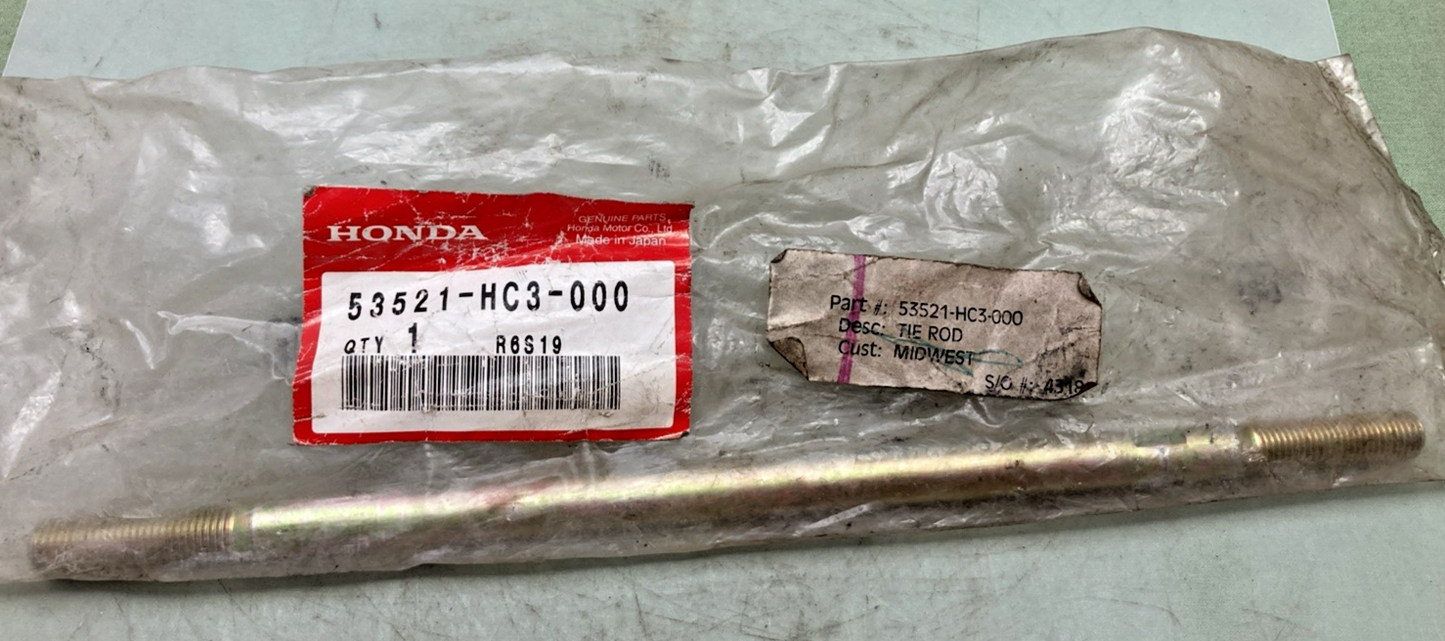 HONDA
GENUINE PARTS
Honda Motor Co., Ltd
Made in Japan
53521-HC3-000
QTY 1 R6S19
Part #: 53521-HC3-000
Desc: TIE ROD
Cust: MIDWEST
S/O #: 4319